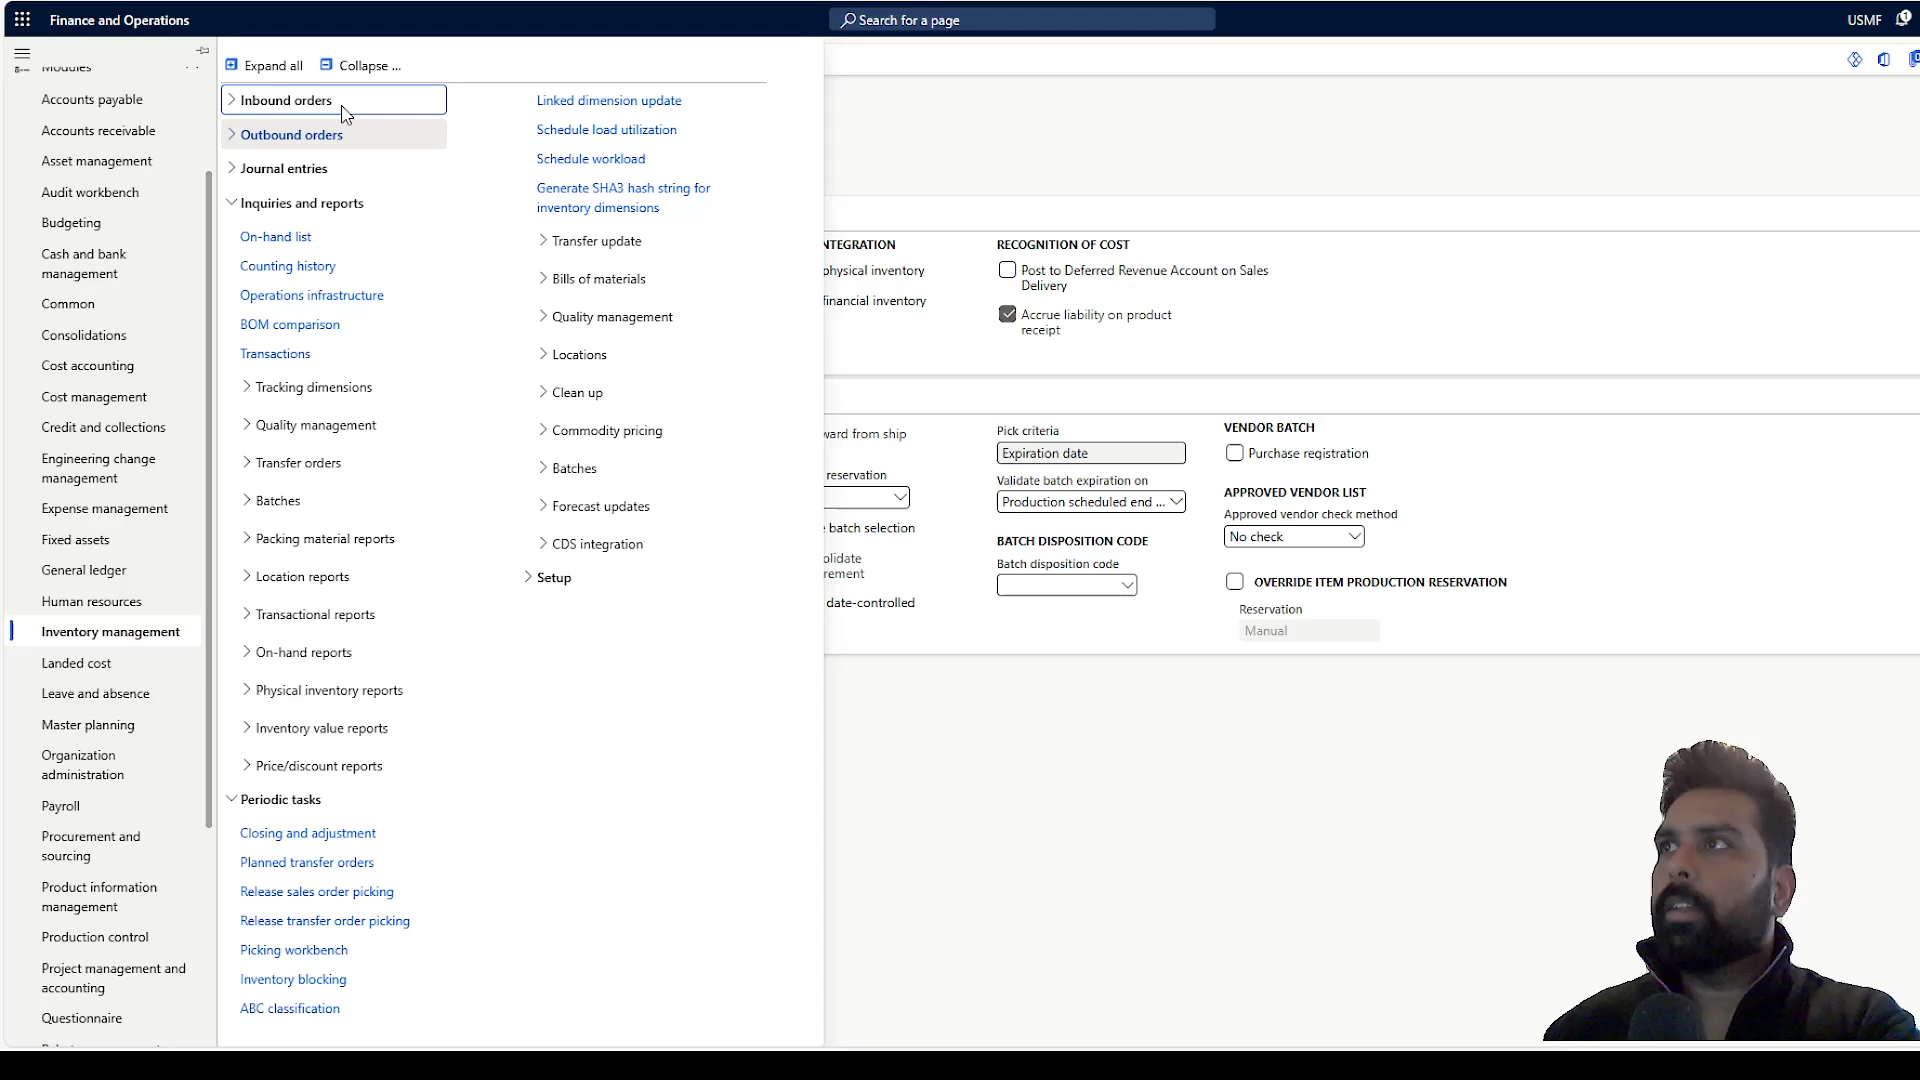 Finance and Operations
Search for a page
USMF
1
Modules
Accounts payable
Accounts receivable
Asset management
Audit workbench
Budgeting
Cash and bank
management
Common
Consolidations
Cost accounting
Cost management
Credit and collections
Engineering change
management
Expense management
Fixed assets
General ledger
Human resources
Inventory management
Landed cost
Leave and absence
Master planning
Organization
administration
Payroll
Procurement and
sourcing
Product information
management
Production control
Project management and
accounting
Questionnaire
Expand all
Collapse ...
Inbound orders
Outbound orders
Journal entries
Inquiries and reports
On-hand list
Counting history
Operations infrastructure
BOM comparison
Transactions
Tracking dimensions
Quality management
Transfer orders
Batches
Packing material reports
Location reports
Transactional reports
On-hand reports
Physical inventory reports
Inventory value reports
Price/discount reports
Periodic tasks
Closing and adjustment
Planned transfer orders
Release sales order picking
Release transfer order picking
Picking workbench
Inventory blocking
ABC classification
Linked dimension update
Schedule load utilization
Schedule workload
Generate SHA3 hash string for
inventory dimensions
Transfer update
Bills of materials
Quality management
Locations
Clean up
Commodity pricing
Batches
Forecast updates
CDS integration
Setup
NTEGRATION
physical inventory
financial inventory
RECOGNITION OF COST
Post to Deferred Revenue Account on Sales
Delivery
Accrue liability on product
receipt
ward from ship
reservation
batch selection
olidate
rement
date-controlled
Pick criteria
Expiration date
Validate batch expiration on
Production scheduled end ...
BATCH DISPOSITION CODE
Batch disposition code
VENDOR BATCH
Purchase registration
APPROVED VENDOR LIST
Approved vendor check method
No check
OVERRIDE ITEM PRODUCTION RESERVATION
Reservation
Manual